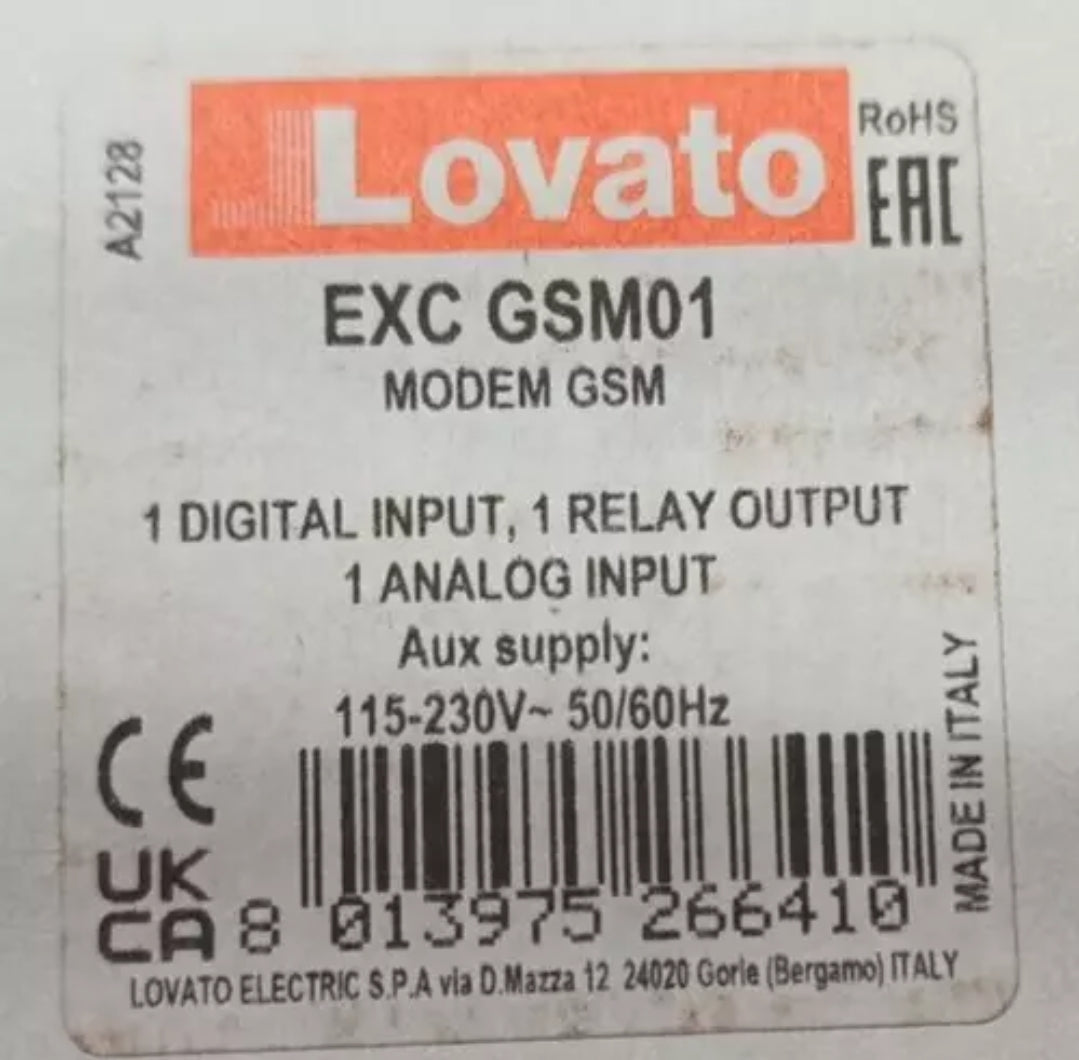 A2128
Lovato
RoHS
EAC
EXC GSM01
MODEM GSM
1 DIGITAL INPUT, 1 RELAY OUTPUT
1 ANALOG INPUT
Aux supply:
115-230V~ 50/60Hz
CE
UK
CA
8 013975 266410
MADE IN ITALY
LOVATO ELECTRIC S.P.A via D.Mazza 12 24020 Gorle (Bergamo) ITALY